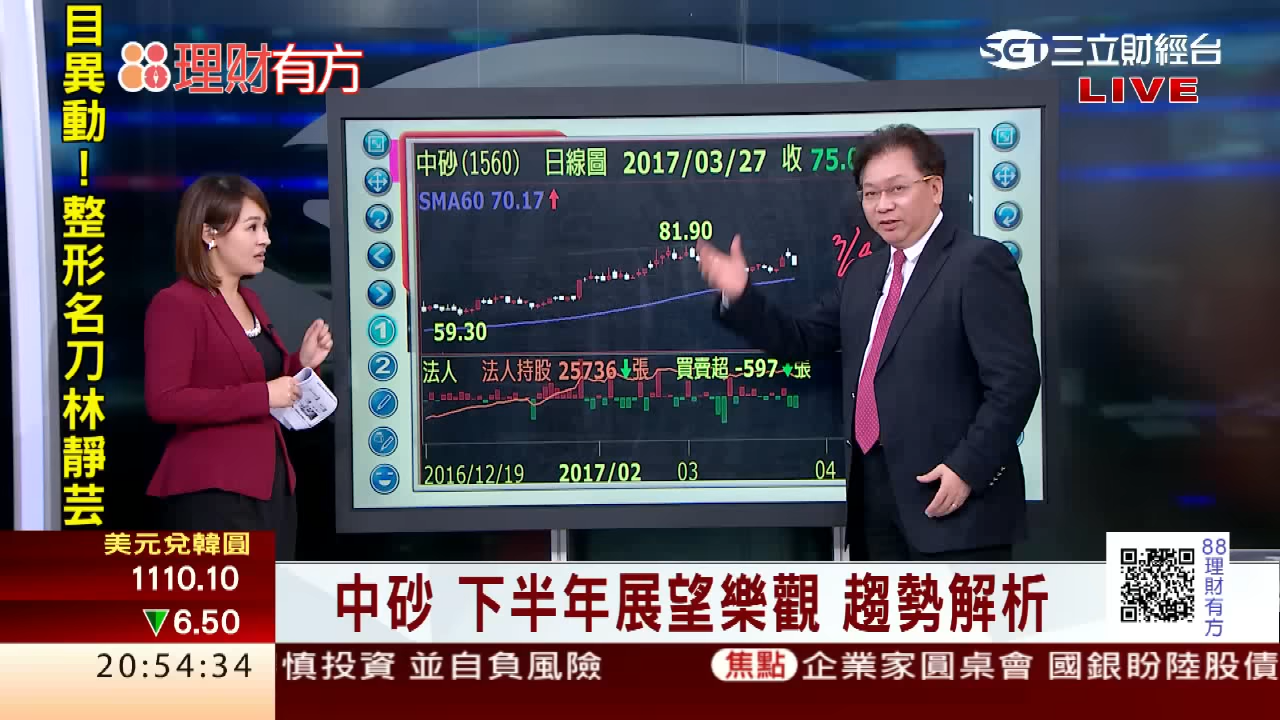 目異動！整形名刀林靜芸
88理財有方
SET三立財經台
LIVE
中砂(1560) 日線圖 2017/03/27 收 75.
SMA60 70.17↑
81.90
59.30
法人 法人持股 25736↓張 買賣超 -597↓張
2016/12/19 2017/02 03 04
1
2
美元兌韓圓
1110.10
▼6.50
20:54:34
中砂 下半年展望樂觀 趨勢解析
88理財有方
慎投資 並自負風險 焦點 企業家圓桌會 國銀盼陸股債